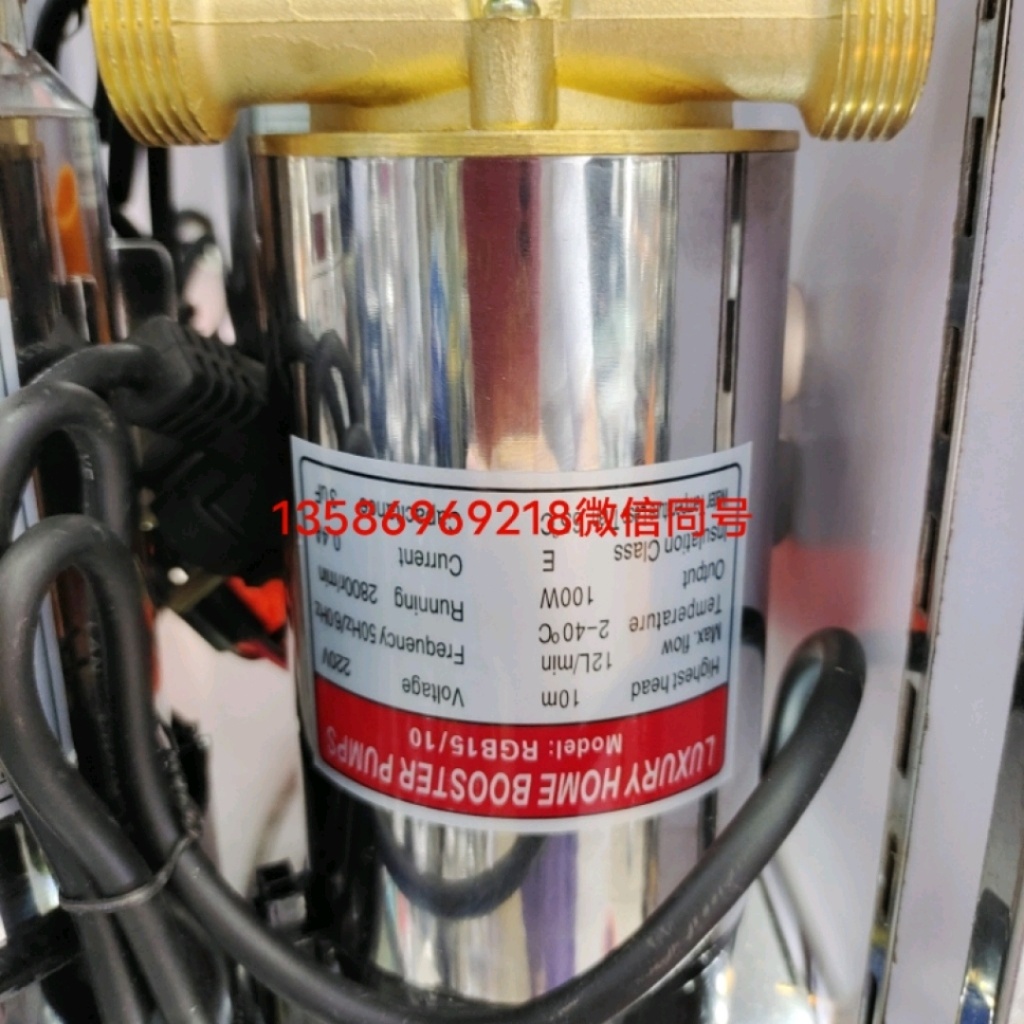 LUXURY HOME BOOSTER PUMPS
Model: RGB15/10
Highest head 10m Voltage 220V
Max. flow 12L/min Frequency 50Hz/60Hz
Temperature 2-40℃ Running 2800r/min
Output 100W Current
Insulation Class E
13586969218微信同号